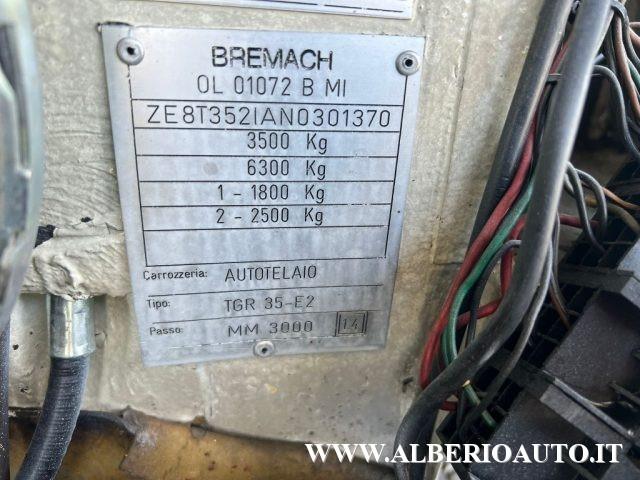 BREMACH
OL 01072 B MI
ZE8T352IAN0301370
3500 Kg
6300 Kg
1 - 1800 Kg
2 - 2500 Kg
Carrozzeria: AUTOTELAIO
Tipo: TGR 35-E2
Passo: MM 3000 14
WWW.ALBERIOAUTO.IT